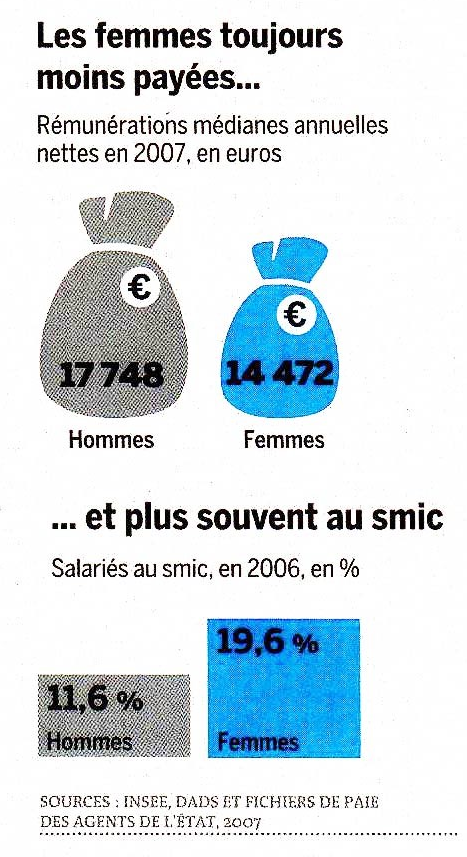 Les femmes toujours
moins payées...
Rémunérations médianes annuelles
nettes en 2007, en euros
€
€
17 748
14 472
Hommes
Femmes
... et plus souvent au smic
Salariés au smic, en 2006, en %
19,6 %
11,6 %
Hommes
Femmes
SOURCES : INSEE, DADS ET FICHIERS DE PAIE
DES AGENTS DE L'ÉTAT, 2007